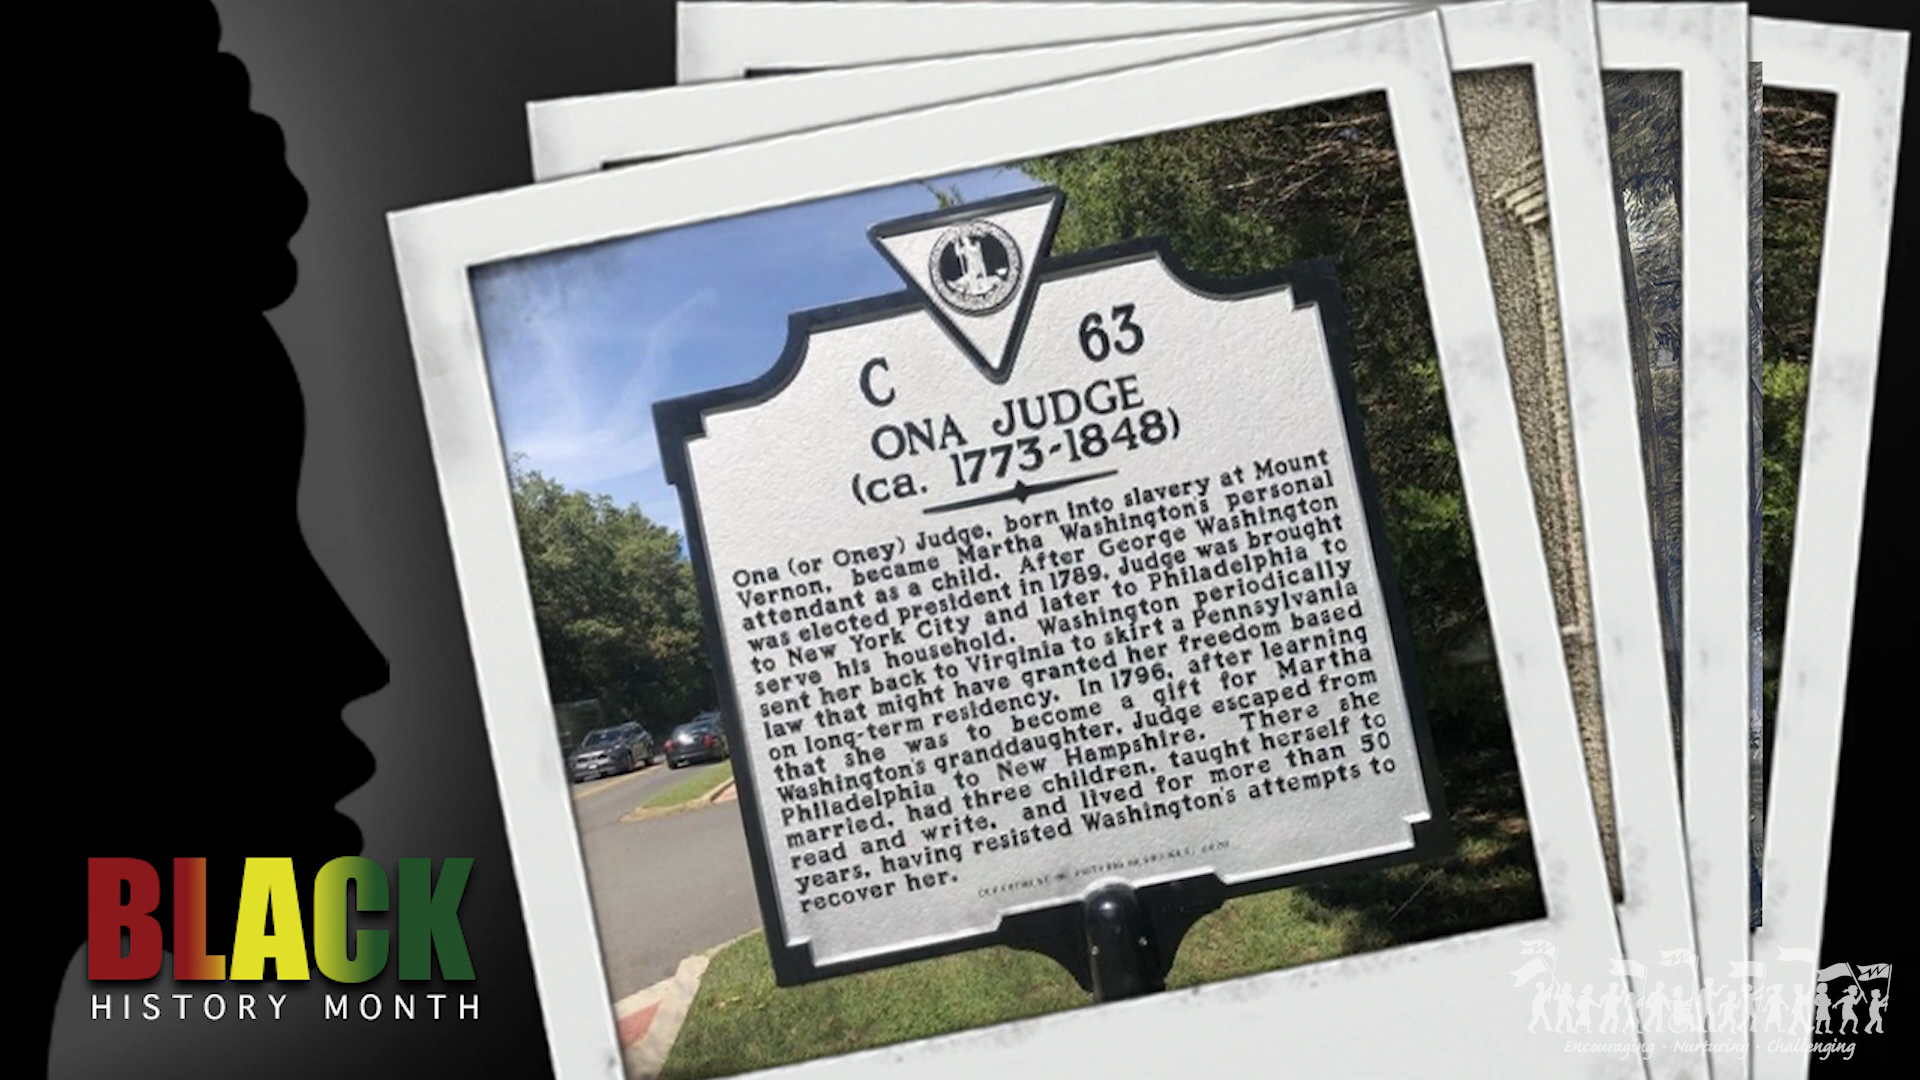 C 63
ONA JUDGE
(ca. 1773-1848)
Ona (or Oney) Judge, born into slavery at Mount
Vernon, became Martha Washington's personal
attendant as a child. After George Washington
was elected president in 1789, Judge was brought
to New York City and later to Philadelphia to
serve his household. Washington periodically
sent her back to Virginia to skirt a Pennsylvania
law that might have granted her freedom based
on long-term residency. In 1796, after learning
that she was to become a gift for Martha
Washington's granddaughter, Judge escaped from
Philadelphia to New Hampshire. There she
married, had three children, taught herself to
read and write, and lived for more than 50
years, having resisted Washington's attempts to
recover her.
DEPARTMENT OF HISTORIC RESOURCES, 2020
BLACK
HISTORY MONTH
Encouraging · Nurturing · Challenging